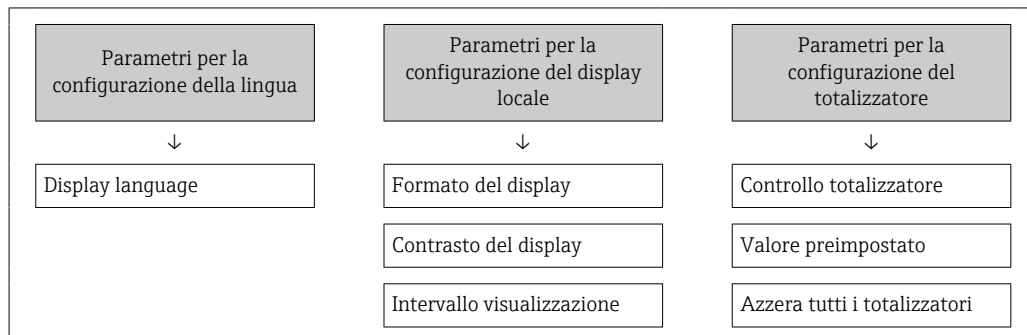 Parametri per la
configurazione della lingua
↓
Display language
Parametri per la
configurazione del display
locale
↓
Formato del display
Contrasto del display
Intervallo visualizzazione
Parametri per la
configurazione del
totalizzatore
↓
Controllo totalizzatore
Valore preimpostato
Azzera tutti i totalizzatori